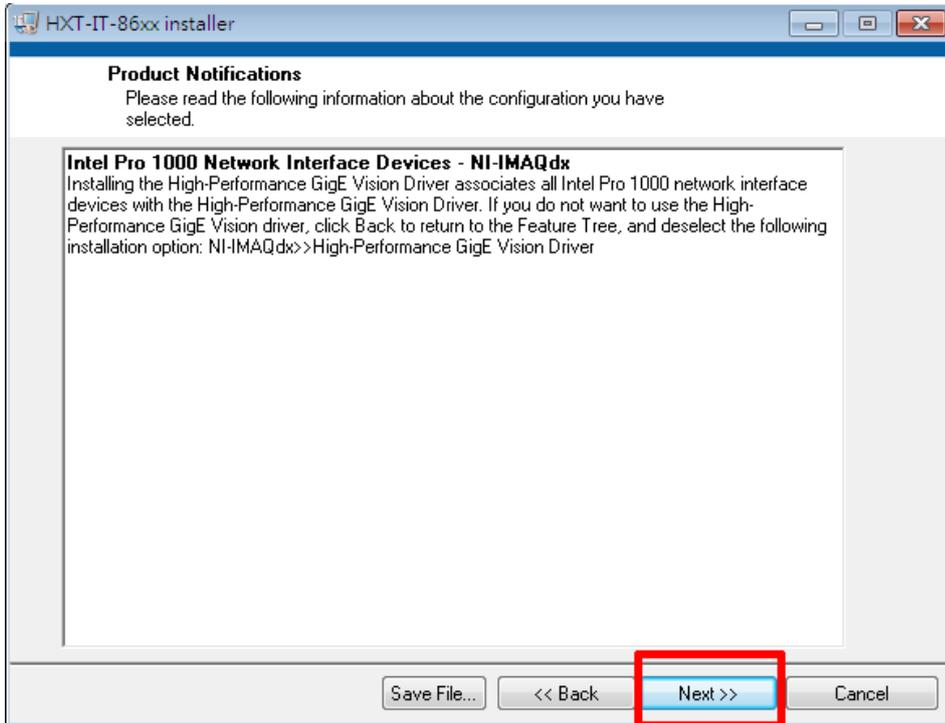 HXT-IT-86xx installer
Product Notifications
Please read the following information about the configuration you have
selected.
Intel Pro 1000 Network Interface Devices - NI-IMAQdx
Installing the High-Performance GigE Vision Driver associates all Intel Pro 1000 network interface
devices with the High-Performance GigE Vision Driver. If you do not want to use the High-
Performance GigE Vision driver, click Back to return to the Feature Tree, and deselect the following
installation option: NI-IMAQdx>>High-Performance GigE Vision Driver
Save File... << Back Next >> Cancel